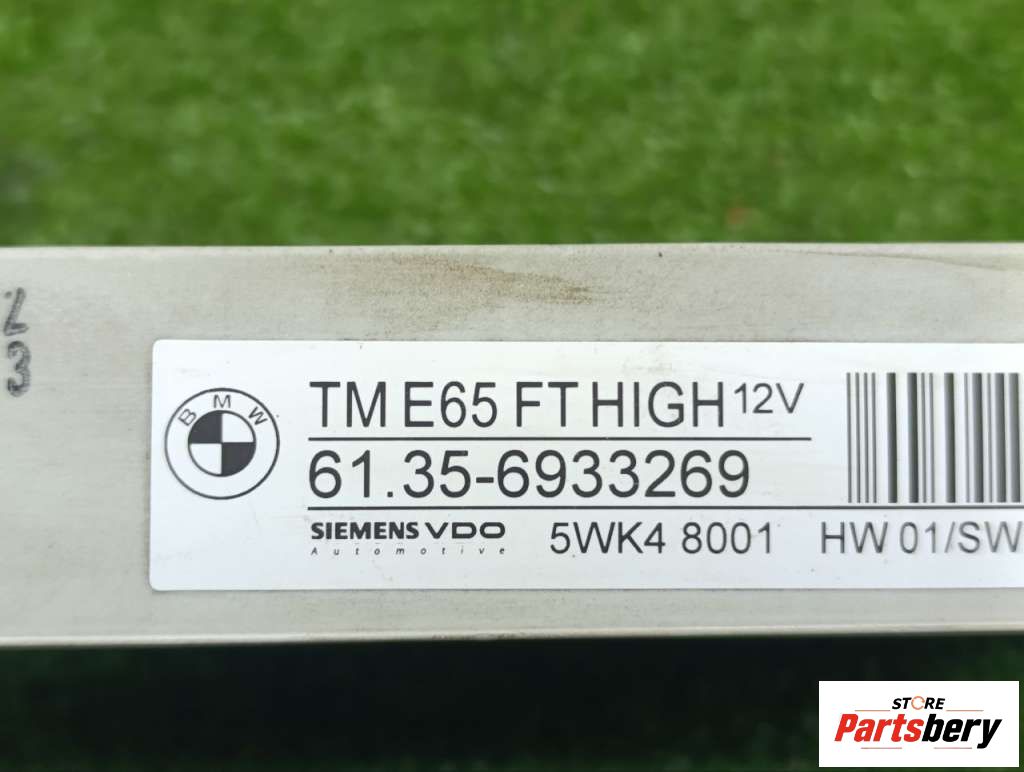 23
BMW
TM E65 FT HIGH 12V
61.35-6933269
SIEMENS VDO
Automotive
5WK4 8001 HW 01/SW
STORE
Partsbery